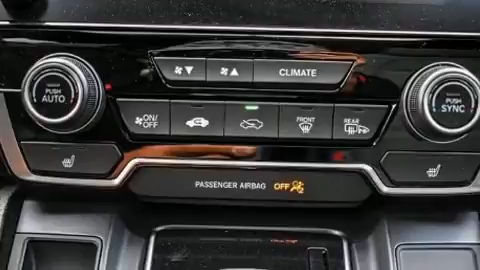 CLIMATE
PUSH
AUTO
PUSH
SYNC
ON/
OFF
FRONT
REAR
PASSENGER AIRBAG OFF